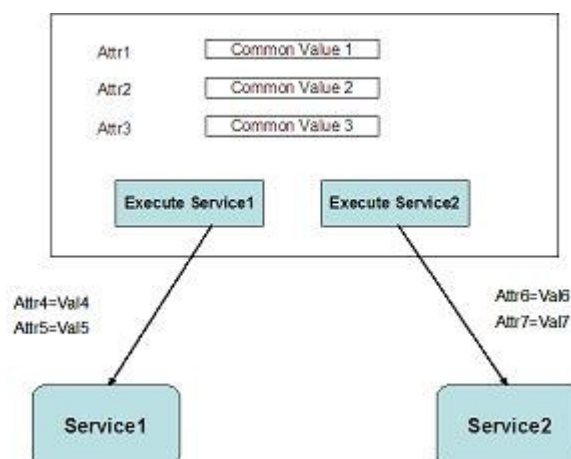 Attr1 Common Value 1
Attr2 Common Value 2
Attr3 Common Value 3
Execute Service1 Execute Service2
Attr4=Val4
Attr5=Val5
Attr6=Val6
Attr7=Val7
Service1 Service2